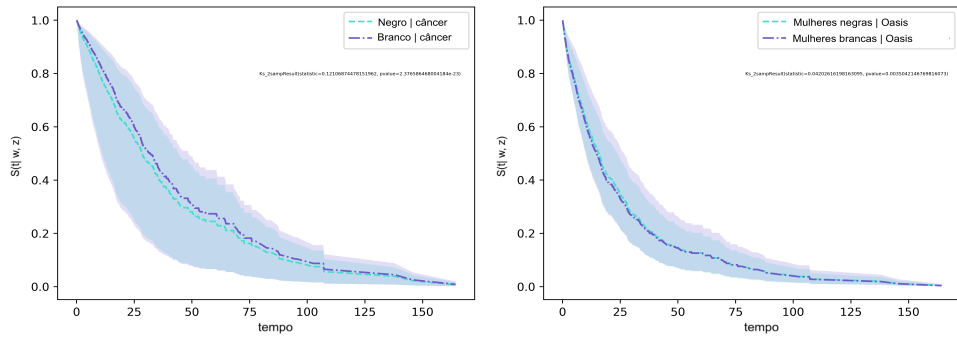 Negro | câncer
Branco | câncer
Ks_2sampResult(statistic=0.12106874478151962, pvalue=2.376586468004184e-23)
S(t| w, z)
1.0
0.8
0.6
0.4
0.2
0.0
0 25 50 75 100 125 150
tempo
Mulheres negras | Oasis
Mulheres brancas | Oasis
Ks_2sampResult(statistic=0.04202616198163095, pvalue=0.0035042146769816073)
S(t| w, z)
1.0
0.8
0.6
0.4
0.2
0.0
0 25 50 75 100 125 150
tempo